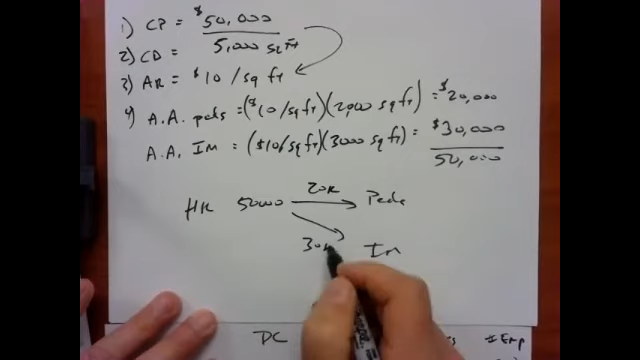 1) CP = $50,000
2) CD = 5,000 sq ft
3) AR = $10 / sq ft
4) A.A. peds = ($10/sq ft)(2,000 sq ft) = $20,000
A.A. IM = ($10/sq ft)(3000 sq ft) = $30,000
50,000
20K
HR 50000 Peds
30K IM
DC # Emp